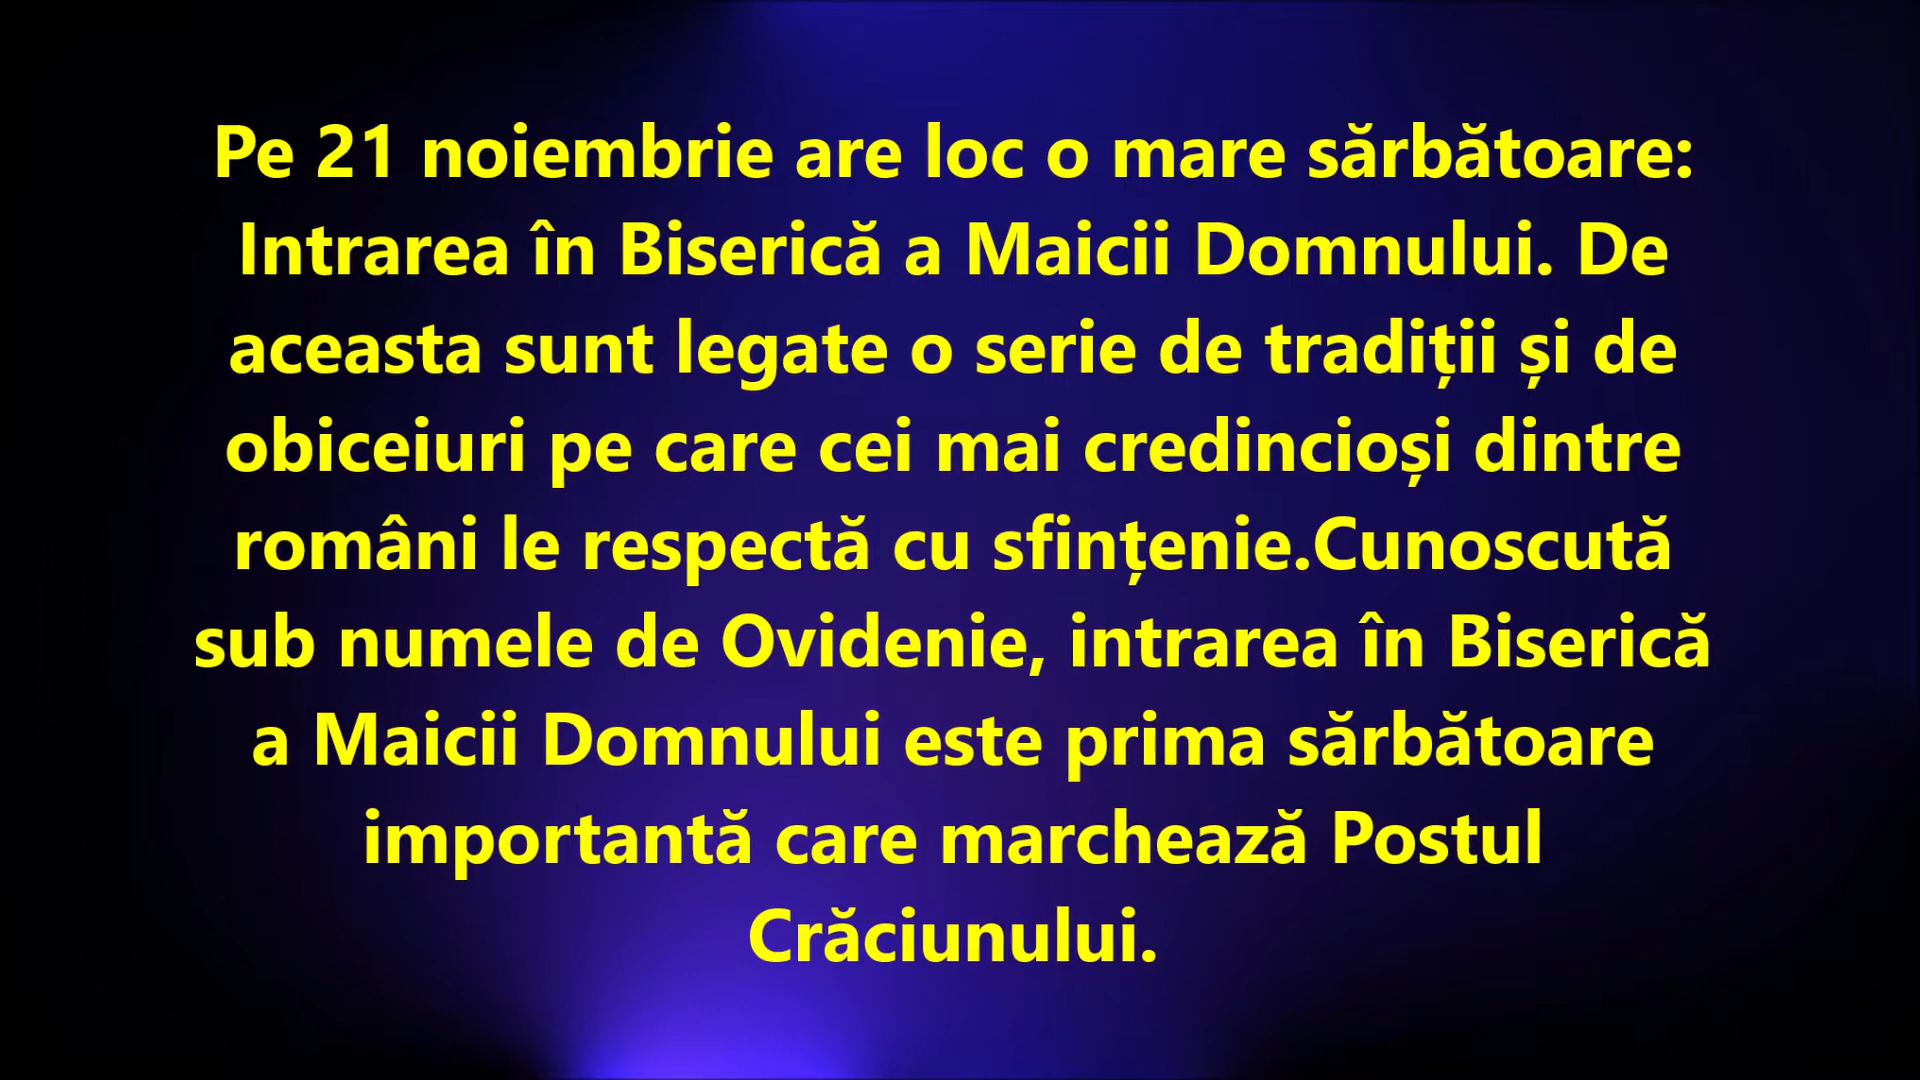 Pe 21 noiembrie are loc o mare sărbătoare:
Intrarea în Biserică a Maicii Domnului. De
aceasta sunt legate o serie de tradiții și de
obiceiuri pe care cei mai credincioși dintre
români le respectă cu sfințenie.Cunoscută
sub numele de Ovidenie, intrarea în Biserică
a Maicii Domnului este prima sărbătoare
importantă care marchează Postul
Crăciunului.